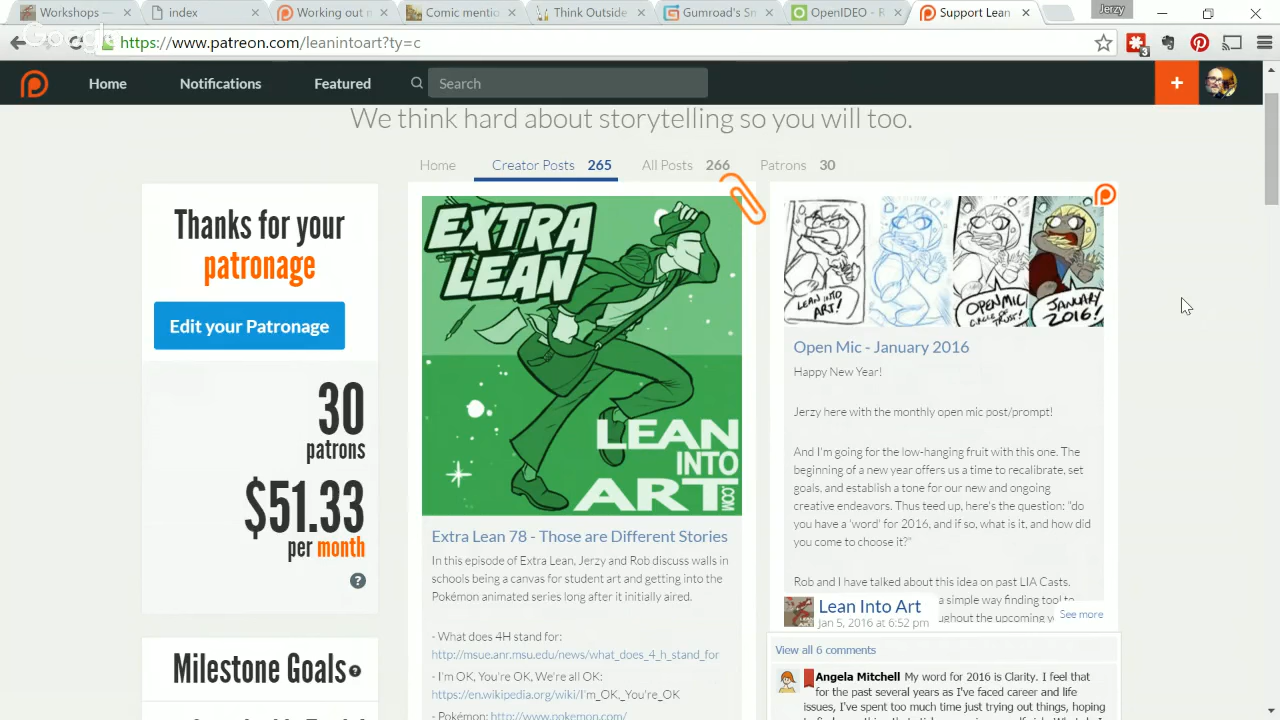 Workshops —
index
Working out n
Comic mentio
Think Outside
Gumroad's Sn
OpenIDEO - R
Support Lean
Jerzy
Google
https://www.patreon.com/leanintoart?ty=c
3
Home
Notifications
Featured
Search
+
We think hard about storytelling so you will too.
Home
Creator Posts 265
All Posts 266
Patrons 30
Thanks for your
patronage
Edit your Patronage
30
patrons
$51.33
per month
?
Milestone Goals ?
EXTRA
LEAN
LEAN
INTO
ART.COM
Extra Lean 78 - Those are Different Stories
In this episode of Extra Lean, Jerzy and Rob discuss walls in
schools being a canvas for student art and getting into the
Pokémon animated series long after it initially aired.
- What does 4H stand for:
http://msue.anr.msu.edu/news/what_does_4_h_stand_for
- I'm OK, You're OK, We're all OK:
https://en.wikipedia.org/wiki/I'm_OK,_You're_OK
- Pokémon: http://www.pokemon.com/
LEAN INTO
ART!
OPEN MIC
CIRCLE OF
TRUST!
JANUARY
2016!
Open Mic - January 2016
Happy New Year!
Jerzy here with the monthly open mic post/prompt!
And I'm going for the low-hanging fruit with this one. The
beginning of a new year offers us a time to recalibrate, set
goals, and establish a tone for our new and ongoing
creative endeavors. Thus teed up, here's the question: "do
you have a 'word' for 2016, and if so, what is it, and how did
you come to choose it?"
Rob and I have talked about this idea on past LIA Casts.
a simple way finding tool to
ughout the upcoming
Lean Into Art
Jan 5, 2016 at 6:52 pm
See more
View all 6 comments
Angela Mitchell My word for 2016 is Clarity. I feel that
for the past several years as I've faced career and life
issues, I've spent too much time just trying out things, hoping